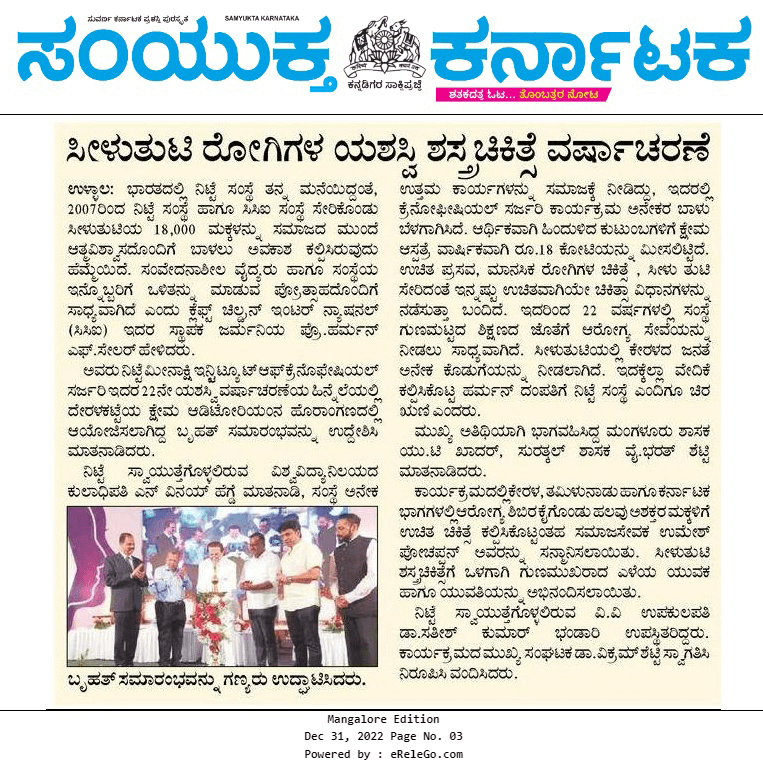 ಸುವರ್ಣ ಕರ್ನಾಟಕ ಪ್ರಶಸ್ತಿ ಪುರಸ್ಕೃತ
SAMYUKTA KARNATAKA
ಸಂಯುಕ್ತ ಕರ್ನಾಟಕ
ಕನ್ನಡಿಗರ ಸಾಕ್ಷಿಪ್ರಜ್ಞೆ
ಶತಕದತ್ತ ಓಟ... ತೊಂಬತ್ತರ ನೋಟ
ಸೀಳುತುಟಿ ರೋಗಿಗಳ ಯಶಸ್ವಿ ಶಸ್ತ್ರಚಿಕಿತ್ಸೆ ವರ್ಷಾಚರಣೆ
ಉಳ್ಳಾಲ: ಭಾರತದಲ್ಲಿ ನಿಟ್ಟೆ ಸಂಸ್ಥೆ ತನ್ನ ಮನೆಯಿದ್ದಂತೆ,
2007ರಿಂದ ನಿಟ್ಟೆ ಸಂಸ್ಥೆ ಹಾಗೂ ಸಿಸಿಐ ಸಂಸ್ಥೆ ಸೇರಿಕೊಂಡು
ಸೀಳುತುಟಿಯ 18,000 ಮಕ್ಕಳನ್ನು ಸಮಾಜದ ಮುಂದೆ
ಆತ್ಮವಿಶ್ವಾಸದೊಂದಿಗೆ ಬಾಳಲು ಅವಕಾಶ ಕಲ್ಪಿಸಿರುವುದು
ಹೆಮ್ಮೆಯಿದೆ. ಸಂವೇದನಾಶೀಲ ವೈದ್ಯರು ಹಾಗೂ ಸಂಸ್ಥೆಯ
ಇನ್ನೊಬ್ಬರಿಗೆ ಒಳಿತನ್ನು ಮಾಡುವ ಪ್ರೋತ್ಸಾಹದೊಂದಿಗೆ
ಸಾಧ್ಯವಾಗಿದೆ ಎಂದು ಕ್ಲೆಫ್ಟ್ ಚಿಲ್ಡ್ರನ್ ಇಂಟರ್ ನ್ಯಾಷನಲ್
(ಸಿಸಿಐ) ಇದರ ಸ್ಥಾಪಕ ಜರ್ಮನಿಯ ಪ್ರೊ.ಹರ್ಮನ್
ಎಫ್.ಸೇಲರ್ ಹೇಳಿದರು.
ಅವರು ನಿಟ್ಟೆ ಮೀನಾಕ್ಷಿ ಇನ್ಸ್ಟಿಟ್ಯೂಟ್ ಆಫ್ ಕ್ರೆನೋಫೇಷಿಯಲ್
ಸರ್ಜರಿ ಇದರ 22ನೇ ಯಶಸ್ವಿ ವರ್ಷಾಚರಣೆಯ ಹಿನ್ನೆಲೆಯಲ್ಲಿ
ದೇರಳಕಟ್ಟೆಯ ಕ್ಷೇಮ ಆಡಿಟೋರಿಯಂನ ಹೊರಾಂಗಣದಲ್ಲಿ
ಆಯೋಜಿಸಲಾಗಿದ್ದ ಬೃಹತ್ ಸಮಾರಂಭವನ್ನು ಉದ್ದೇಶಿಸಿ
ಮಾತನಾಡಿದರು.
ನಿಟ್ಟೆ ಸ್ವಾಯುತ್ತೆಗೊಳ್ಳಲಿರುವ ವಿಶ್ವವಿದ್ಯಾನಿಲಯದ
ಕುಲಾಧಿಪತಿ ಎನ್ ವಿನಯ್ ಹೆಗ್ಡೆ ಮಾತನಾಡಿ, ಸಂಸ್ಥೆ ಅನೇಕ
ಬೃಹತ್ ಸಮಾರಂಭವನ್ನು ಗಣ್ಯರು ಉದ್ಘಾಟಿಸಿದರು.
ಉತ್ತಮ ಕಾರ್ಯಗಳನ್ನು ಸಮಾಜಕ್ಕೆ ನೀಡಿದ್ದು, ಇದರಲ್ಲಿ
ಕ್ರೆನೋಫೇಷಿಯಲ್ ಸರ್ಜರಿ ಕಾರ್ಯಕ್ರಮ ಅನೇಕರ ಬಾಳು
ಬೆಳಗಾಗಿಸಿದೆ. ಆರ್ಥಿಕವಾಗಿ ಹಿಂದುಳಿದ ಕುಟುಂಬಗಳಿಗೆ ಕ್ಷೇಮ
ಆಸ್ಪತ್ರೆ ವಾರ್ಷಿಕವಾಗಿ ರೂ.18 ಕೋಟಿಯನ್ನು ಮೀಸಲಿಟ್ಟಿದೆ.
ಉಚಿತ ಪ್ರಸವ, ಮಾನಸಿಕ ರೋಗಿಗಳ ಚಿಕಿತ್ಸೆ , ಸೀಳು ತುಟಿ
ಸೇರಿದಂತೆ ಇನ್ನಷ್ಟು ಉಚಿತವಾಗಿಯೇ ಚಿಕಿತ್ಸಾ ವಿಧಾನಗಳನ್ನು
ನಡೆಸುತ್ತಾ ಬಂದಿದೆ. ಇದರಿಂದ 22 ವರ್ಷಗಳಲ್ಲಿ ಸಂಸ್ಥೆ
ಗುಣಮಟ್ಟದ ಶಿಕ್ಷಣದ ಜೊತೆಗೆ ಆರೋಗ್ಯ ಸೇವೆಯನ್ನು
ನೀಡಲು ಸಾಧ್ಯವಾಗಿದೆ. ಸೀಳುತುಟಿಯಲ್ಲಿ ಕೇರಳದ ಜನತೆ
ಅನೇಕ ಕೊಡುಗೆಯನ್ನು ನೀಡಲಾಗಿದೆ. ಇದಕ್ಕೆಲ್ಲಾ ವೇದಿಕೆ
ಕಲ್ಪಿಸಿಕೊಟ್ಟ ಹರ್ಮನ್ ದಂಪತಿಗೆ ನಿಟ್ಟೆ ಸಂಸ್ಥೆ ಎಂದಿಗೂ ಚಿರ
ಋಣಿ ಎಂದರು.
ಮುಖ್ಯ ಅತಿಥಿಯಾಗಿ ಭಾಗವಹಿಸಿದ್ದ ಮಂಗಳೂರು ಶಾಸಕ
ಯು.ಟಿ ಖಾದರ್, ಸುರತ್ಕಲ್ ಶಾಸಕ ವೈ.ಭರತ್ ಶೆಟ್ಟಿ
ಮಾತನಾಡಿದರು.
ಕಾರ್ಯಕ್ರಮದಲ್ಲಿ ಕೇರಳ, ತಮಿಳುನಾಡು ಹಾಗೂ ಕರ್ನಾಟಕ
ಭಾಗಗಳಲ್ಲಿ ಆರೋಗ್ಯ ಶಿಬಿರ ಕೈಗೊಂಡು ಹಲವು ಅಶಕ್ತರ ಮಕ್ಕಳಿಗೆ
ಉಚಿತ ಚಿಕಿತ್ಸೆ ಕಲ್ಪಿಸಿಕೊಟ್ಟಂತಹ ಸಮಾಜಸೇವಕ ಉಮೇಶ್
ಪೋಚಪ್ಪನ್ ಅವರನ್ನು ಸನ್ಮಾನಿಸಲಾಯಿತು. ಸೀಳುತುಟಿ
ಶಸ್ತ್ರಚಿಕಿತ್ಸೆಗೆ ಒಳಗಾಗಿ ಗುಣಮುಖರಾದ ಎಳೆಯ ಯುವಕ
ಹಾಗೂ ಯುವತಿಯನ್ನು ಅಭಿನಂದಿಸಲಾಯಿತು.
ನಿಟ್ಟೆ ಸ್ವಾಯುತ್ತಗೊಳ್ಳಲಿರುವ ವಿ.ವಿ ಉಪಕುಲಪತಿ
ಡಾ.ಸತೀಶ್ ಕುಮಾರ್ ಭಂಡಾರಿ ಉಪಸ್ಥಿತರಿದ್ದರು.
ಕಾರ್ಯಕ್ರಮದ ಮುಖ್ಯ ಸಂಘಟಕ ಡಾ.ವಿಕ್ರಮ್ ಶೆಟ್ಟಿ ಸ್ವಾಗತಿಸಿ
ನಿರೂಪಿಸಿ ವಂದಿಸಿದರು.
Mangalore Edition
Dec 31, 2022 Page No. 03
Powered by : eReleGo.com